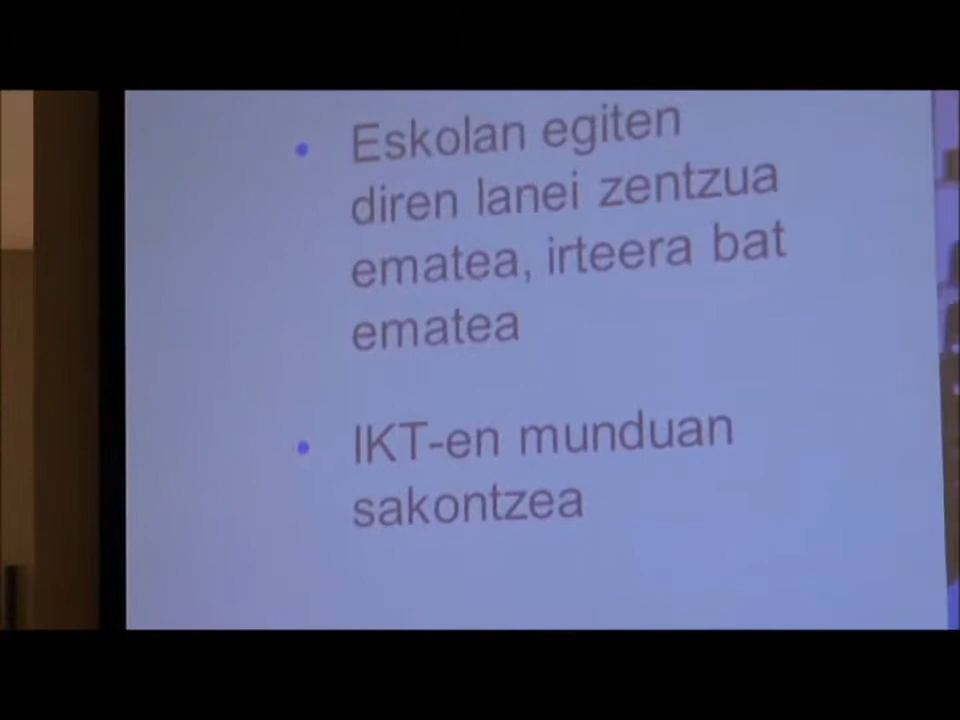 • Eskolan egiten
diren lanei zentzua
ematea, irteera bat
ematea
• IKT-en munduan
sakontzea